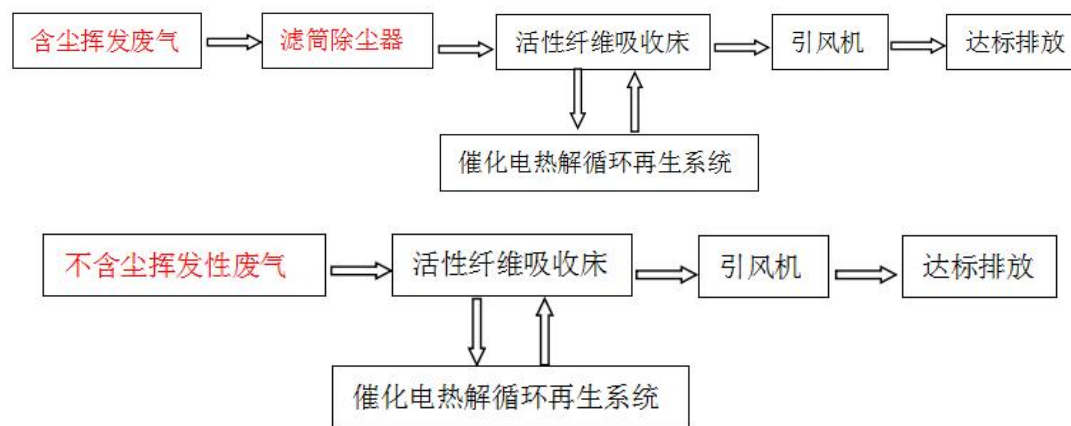 含尘挥发废气
滤筒除尘器
活性纤维吸收床
引风机
达标排放
催化电热解循环再生系统
不含尘挥发性废气
活性纤维吸收床
引风机
达标排放
催化电热解循环再生系统